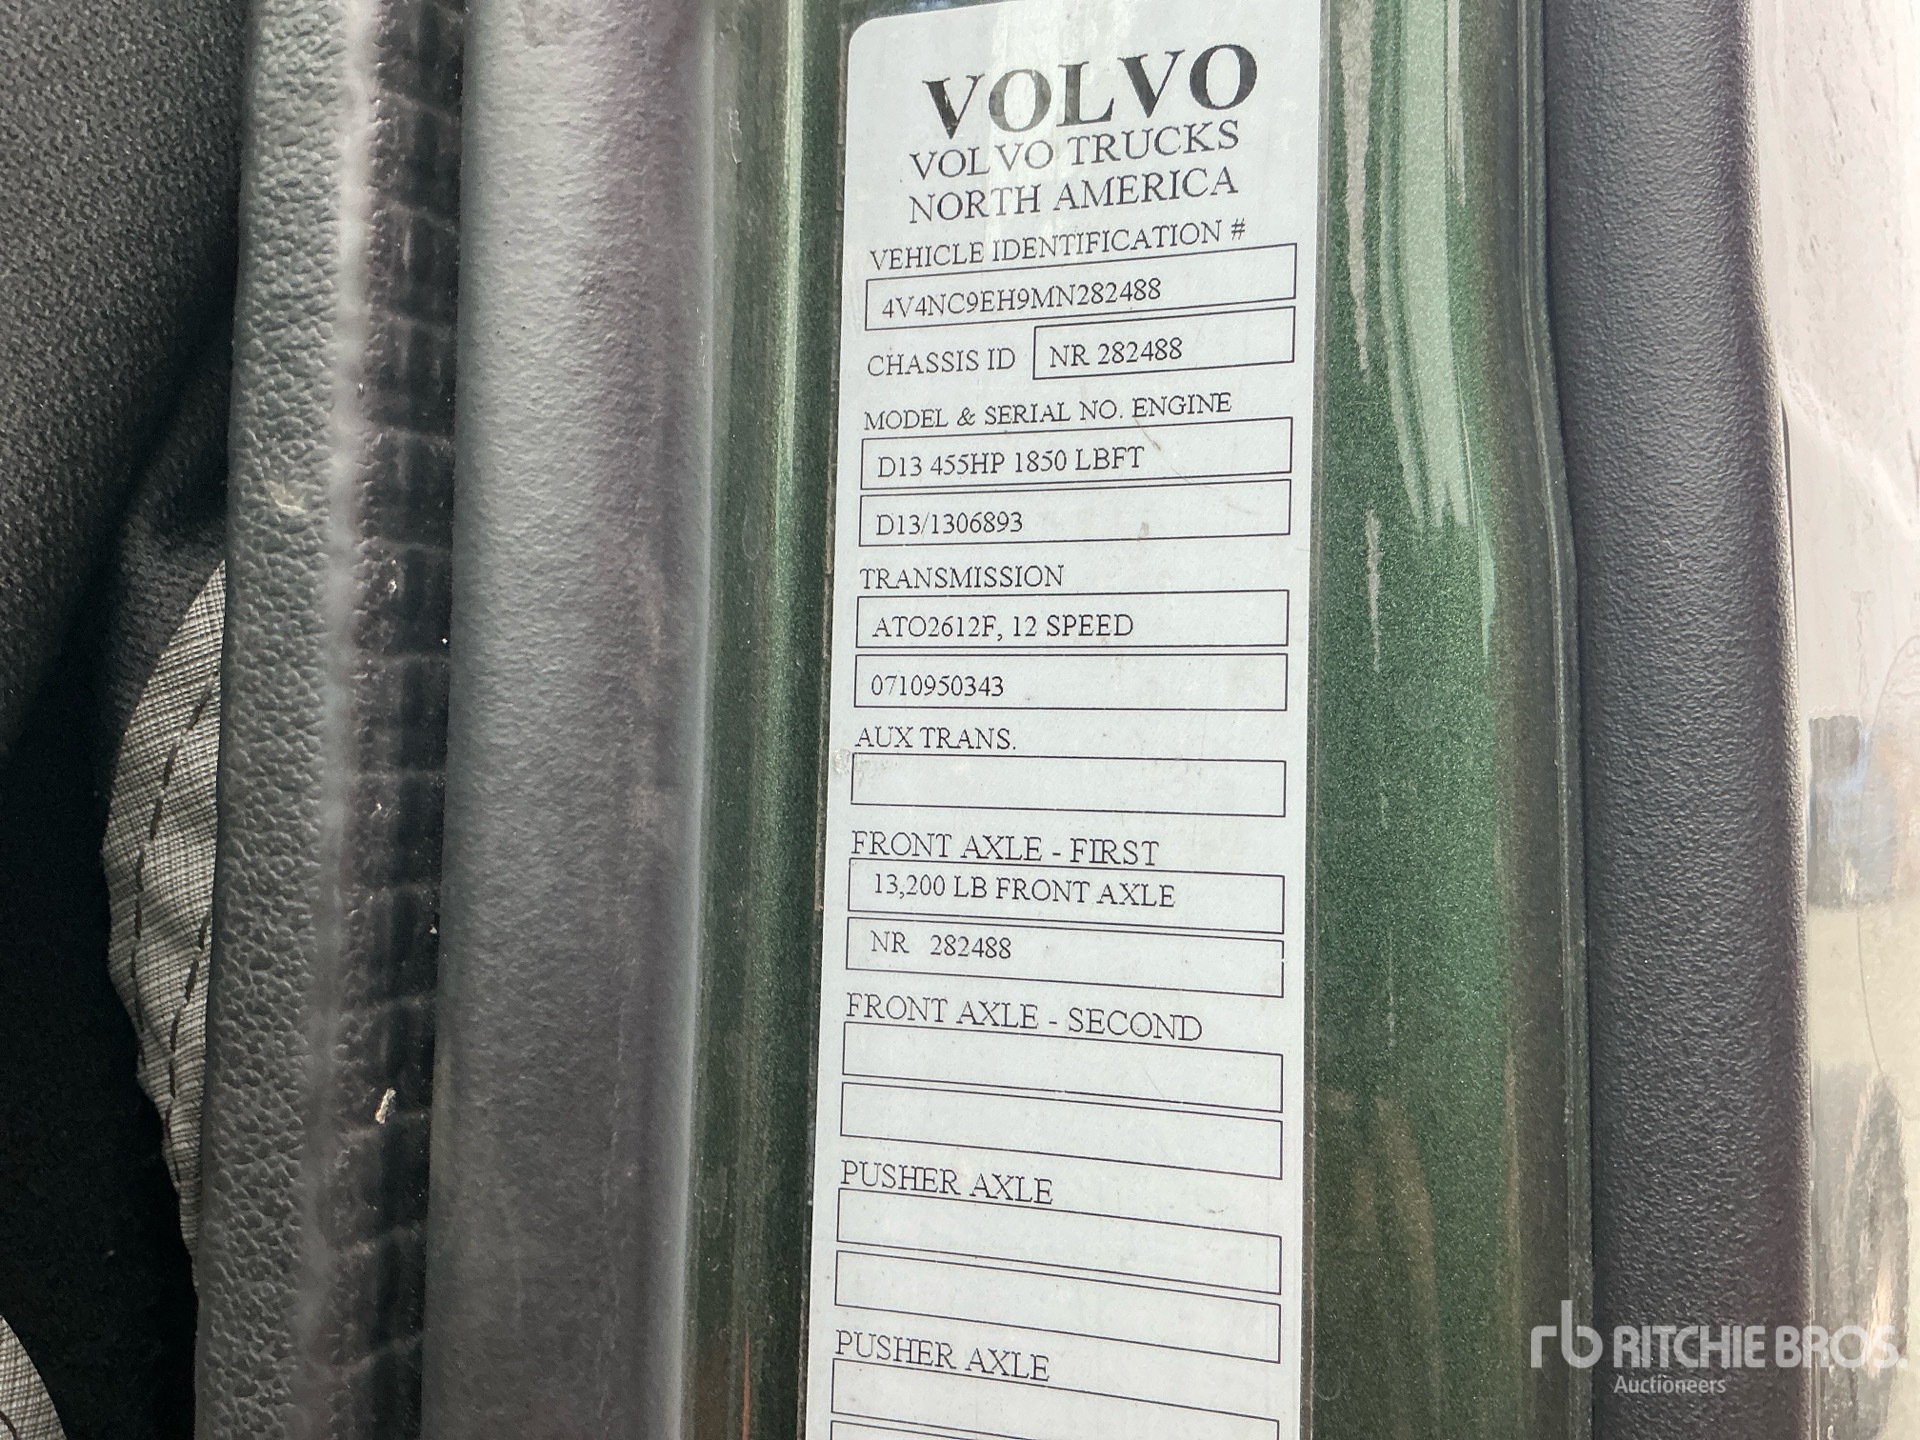 VOLVO
VOLVO TRUCKS
NORTH AMERICA
VEHICLE IDENTIFICATION #
4V4NC9EH9MN282488
CHASSIS ID NR 282488
MODEL & SERIAL NO. ENGINE
D13 455HP 1850 LBFT
D13/1306893
TRANSMISSION
ATO2612F, 12 SPEED
0710950343
AUX TRANS.
FRONT AXLE - FIRST
13,200 LB FRONT AXLE
NR 282488
FRONT AXLE - SECOND
PUSHER AXLE
PUSHER AXLE
rb RITCHIE BROS.
Auctioneers